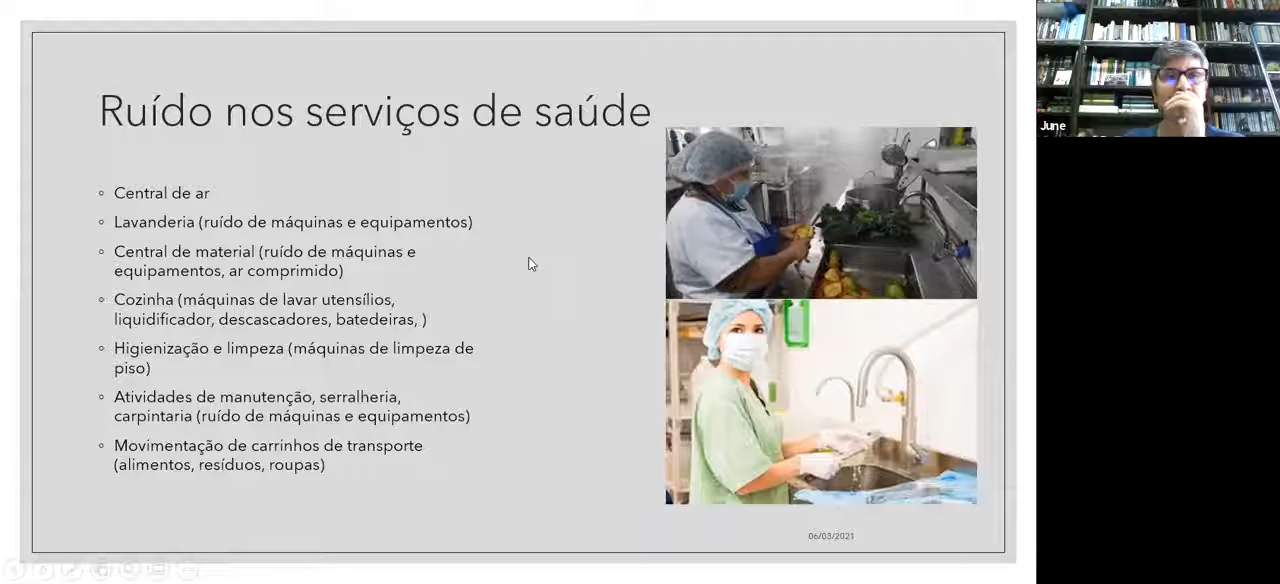 Ruído nos serviços de saúde
Central de ar
Lavanderia (ruído de máquinas e equipamentos)
Central de material (ruído de máquinas e
equipamentos, ar comprimido)
Cozinha (máquinas de lavar utensílios,
liquidificador, descascadores, batedeiras, )
Higienização e limpeza (máquinas de limpeza de
piso)
Atividades de manutenção, serralheria,
carpintaria (ruído de máquinas e equipamentos)
Movimentação de carrinhos de transporte
(alimentos, resíduos, roupas)
06/03/2021
June